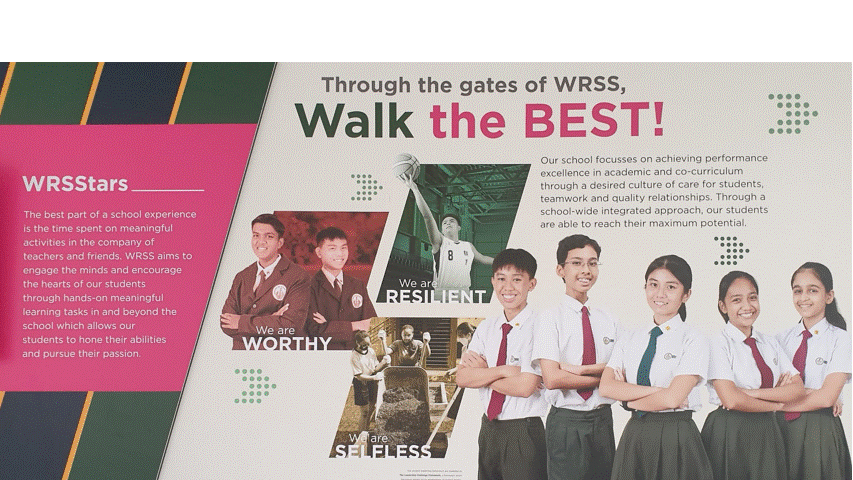 Through the gates of WRSS,
Walk the BEST!
WRSStars
The best part of a school experience
is the time spent on meaningful
activities in the company of
teachers and friends. WRSS aims to
engage the minds and encourage
the hearts of our students
through hands-on meaningful
learning tasks in and beyond the
school which allows our
students to hone their abilities
and pursue their passion.
Our school focusses on achieving performance
excellence in academic and co-curriculum
through a desired culture of care for students,
teamwork and quality relationships. Through a
school-wide integrated approach, our students
are able to reach their maximum potential.
8
We are
RESILIENT
We are
WORTHY
We are
SELFLESS